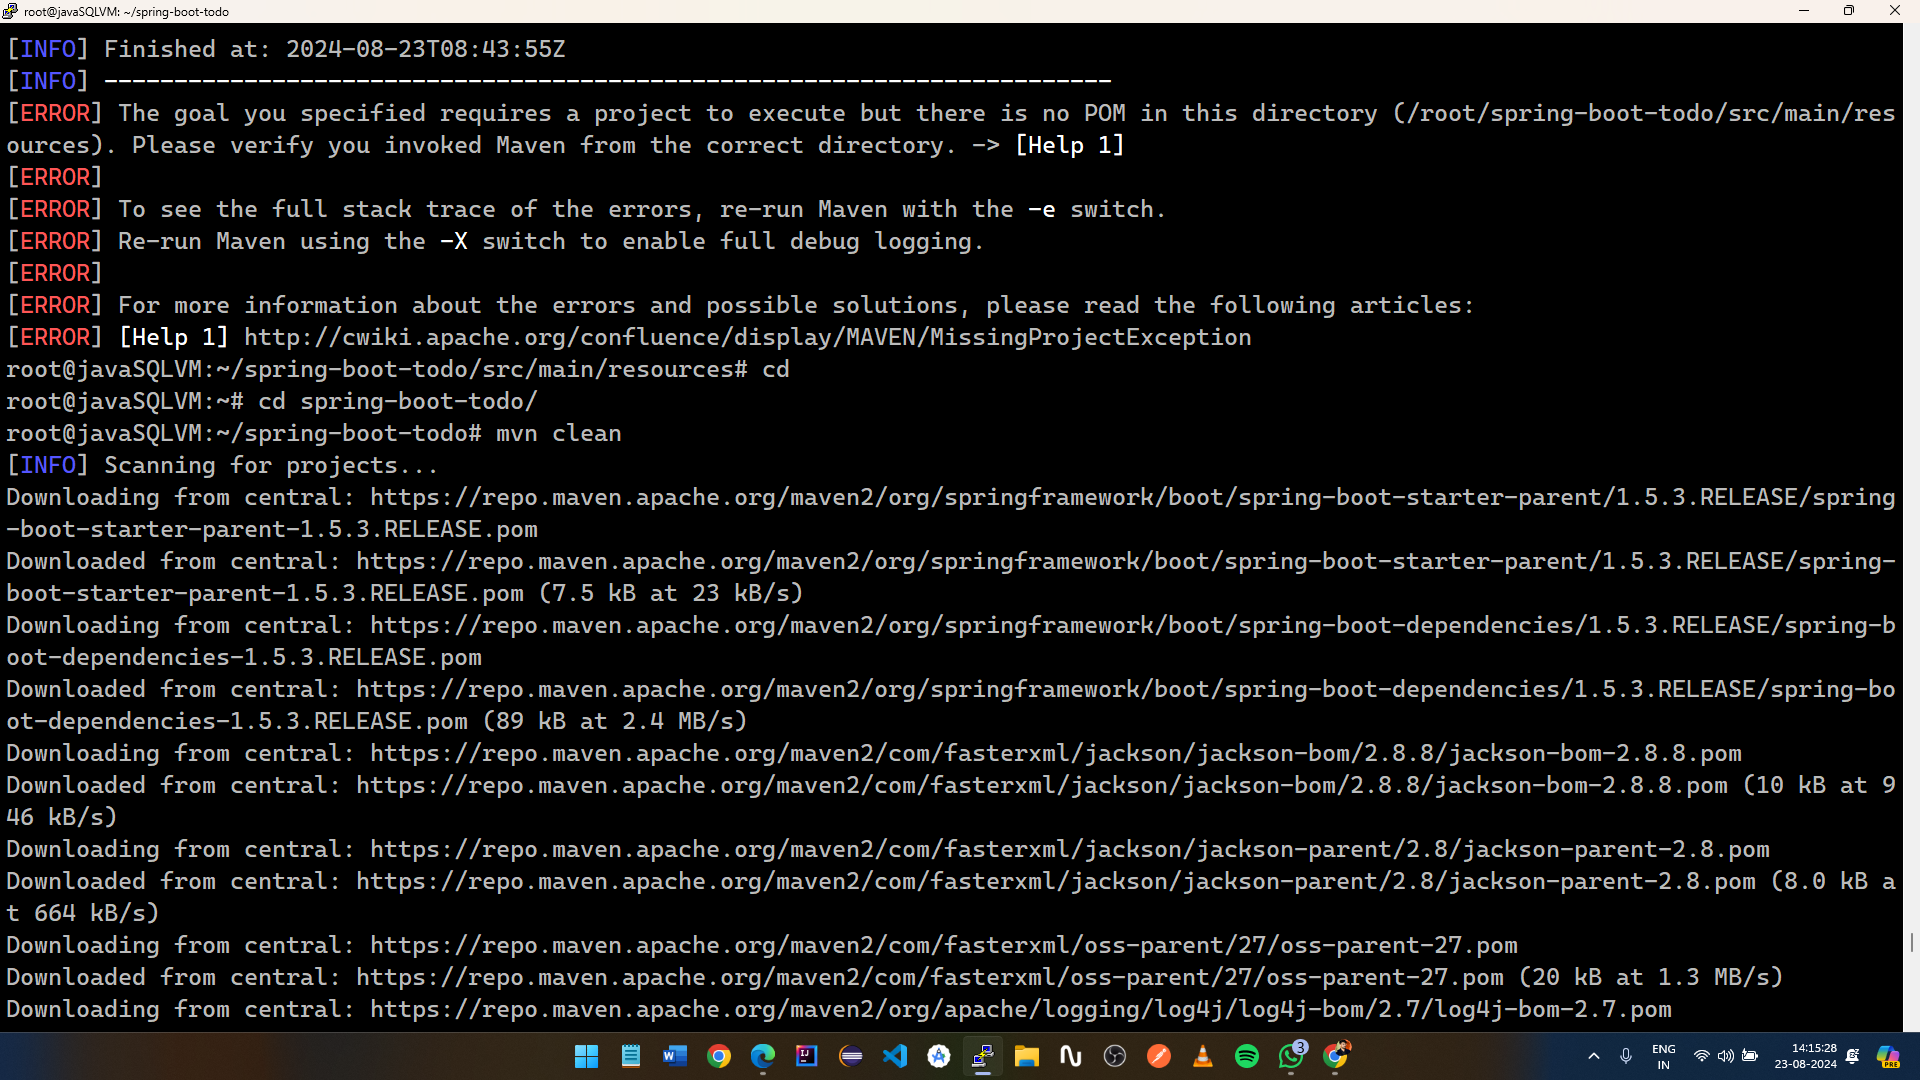 root@javaSQLVM: ~/spring-boot-todo
[INFO] Finished at: 2024-08-23T08:43:55Z
[INFO] ------------------------------------------------------------------------
[ERROR] The goal you specified requires a project to execute but there is no POM in this directory (/root/spring-boot-todo/src/main/res
ources). Please verify you invoked Maven from the correct directory. -> [Help 1]
[ERROR]
[ERROR] To see the full stack trace of the errors, re-run Maven with the -e switch.
[ERROR] Re-run Maven using the -X switch to enable full debug logging.
[ERROR]
[ERROR] For more information about the errors and possible solutions, please read the following articles:
[ERROR] [Help 1] http://cwiki.apache.org/confluence/display/MAVEN/MissingProjectException
root@javaSQLVM:~/spring-boot-todo/src/main/resources# cd
root@javaSQLVM:~# cd spring-boot-todo/
root@javaSQLVM:~/spring-boot-todo# mvn clean
[INFO] Scanning for projects...
Downloading from central: https://repo.maven.apache.org/maven2/org/springframework/boot/spring-boot-starter-parent/1.5.3.RELEASE/spring
-boot-starter-parent-1.5.3.RELEASE.pom
Downloaded from central: https://repo.maven.apache.org/maven2/org/springframework/boot/spring-boot-starter-parent/1.5.3.RELEASE/spring-
boot-starter-parent-1.5.3.RELEASE.pom (7.5 kB at 23 kB/s)
Downloading from central: https://repo.maven.apache.org/maven2/org/springframework/boot/spring-boot-dependencies/1.5.3.RELEASE/spring-b
oot-dependencies-1.5.3.RELEASE.pom
Downloaded from central: https://repo.maven.apache.org/maven2/org/springframework/boot/spring-boot-dependencies/1.5.3.RELEASE/spring-bo
ot-dependencies-1.5.3.RELEASE.pom (89 kB at 2.4 MB/s)
Downloading from central: https://repo.maven.apache.org/maven2/com/fasterxml/jackson/jackson-bom/2.8.8/jackson-bom-2.8.8.pom
Downloaded from central: https://repo.maven.apache.org/maven2/com/fasterxml/jackson/jackson-bom/2.8.8/jackson-bom-2.8.8.pom (10 kB at 9
46 kB/s)
Downloading from central: https://repo.maven.apache.org/maven2/com/fasterxml/jackson/jackson-parent/2.8/jackson-parent-2.8.pom
Downloaded from central: https://repo.maven.apache.org/maven2/com/fasterxml/jackson/jackson-parent/2.8/jackson-parent-2.8.pom (8.0 kB a
t 664 kB/s)
Downloading from central: https://repo.maven.apache.org/maven2/com/fasterxml/oss-parent/27/oss-parent-27.pom
Downloaded from central: https://repo.maven.apache.org/maven2/com/fasterxml/oss-parent/27/oss-parent-27.pom (20 kB at 1.3 MB/s)
Downloading from central: https://repo.maven.apache.org/maven2/org/apache/logging/log4j/log4j-bom/2.7/log4j-bom-2.7.pom
3
ENG
IN
14:15:28
23-08-2024
PRE